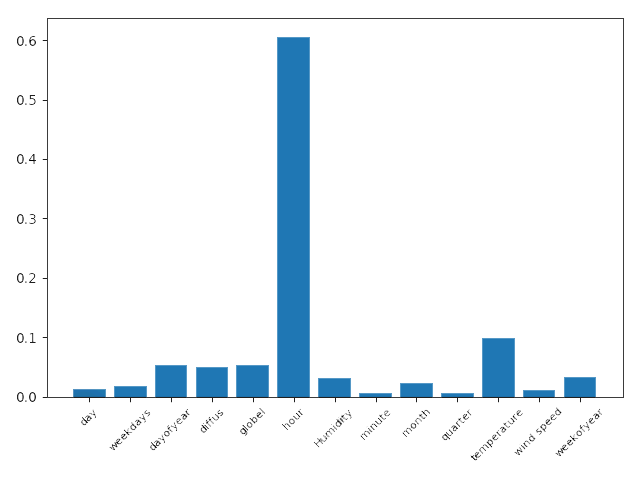 0.6
0.5
0.4
0.3
0.2
0.1
0.0
day
weekdays
dayofyear
diffus
globel
hour
Humidity
minute
month
quarter
temperature
wind speed
weekofyear